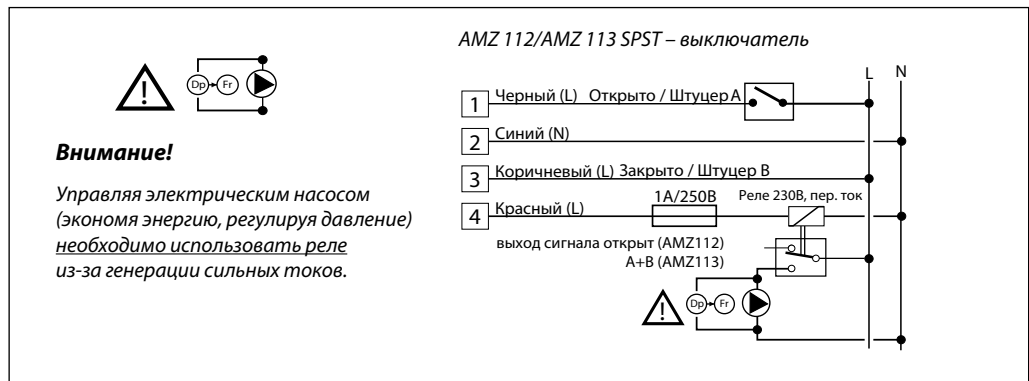 AMZ 112/AMZ 113 SPST – выключатель
Dp Fr
Внимание!
Управляя электрическим насосом
(экономя энергию, регулируя давление)
необходимо использовать реле
из-за генерации сильных токов.
L N
1 Черный (L) Открыто / Штуцер А
2 Синий (N)
3 Коричневый (L) Закрыто / Штуцер В
4 Красный (L) 1А/250В Реле 230В, пер. ток
выход сигнала открыт (AMZ112)
А+В (AMZ113)
Dp Fr